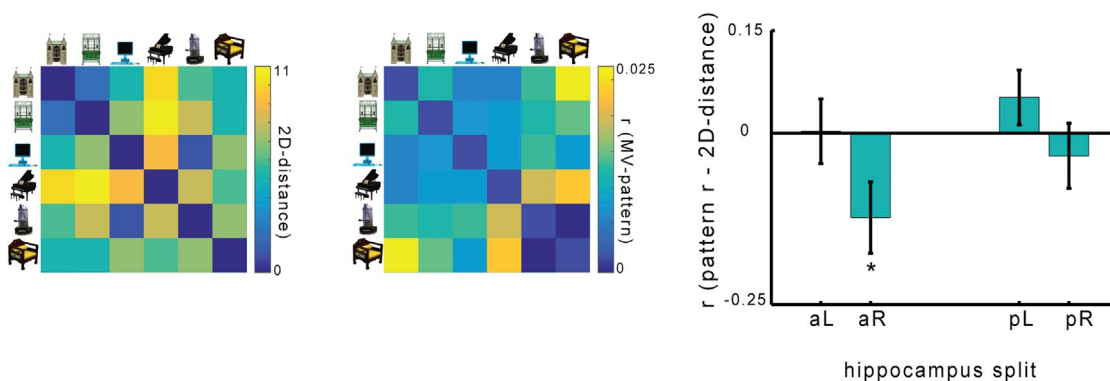 11
2D-distance)
0
0.025
r (MV-pattern)
0
0.15
0
-0.25
r (pattern r - 2D-distance)
*
aL aR pL pR
hippocampus split